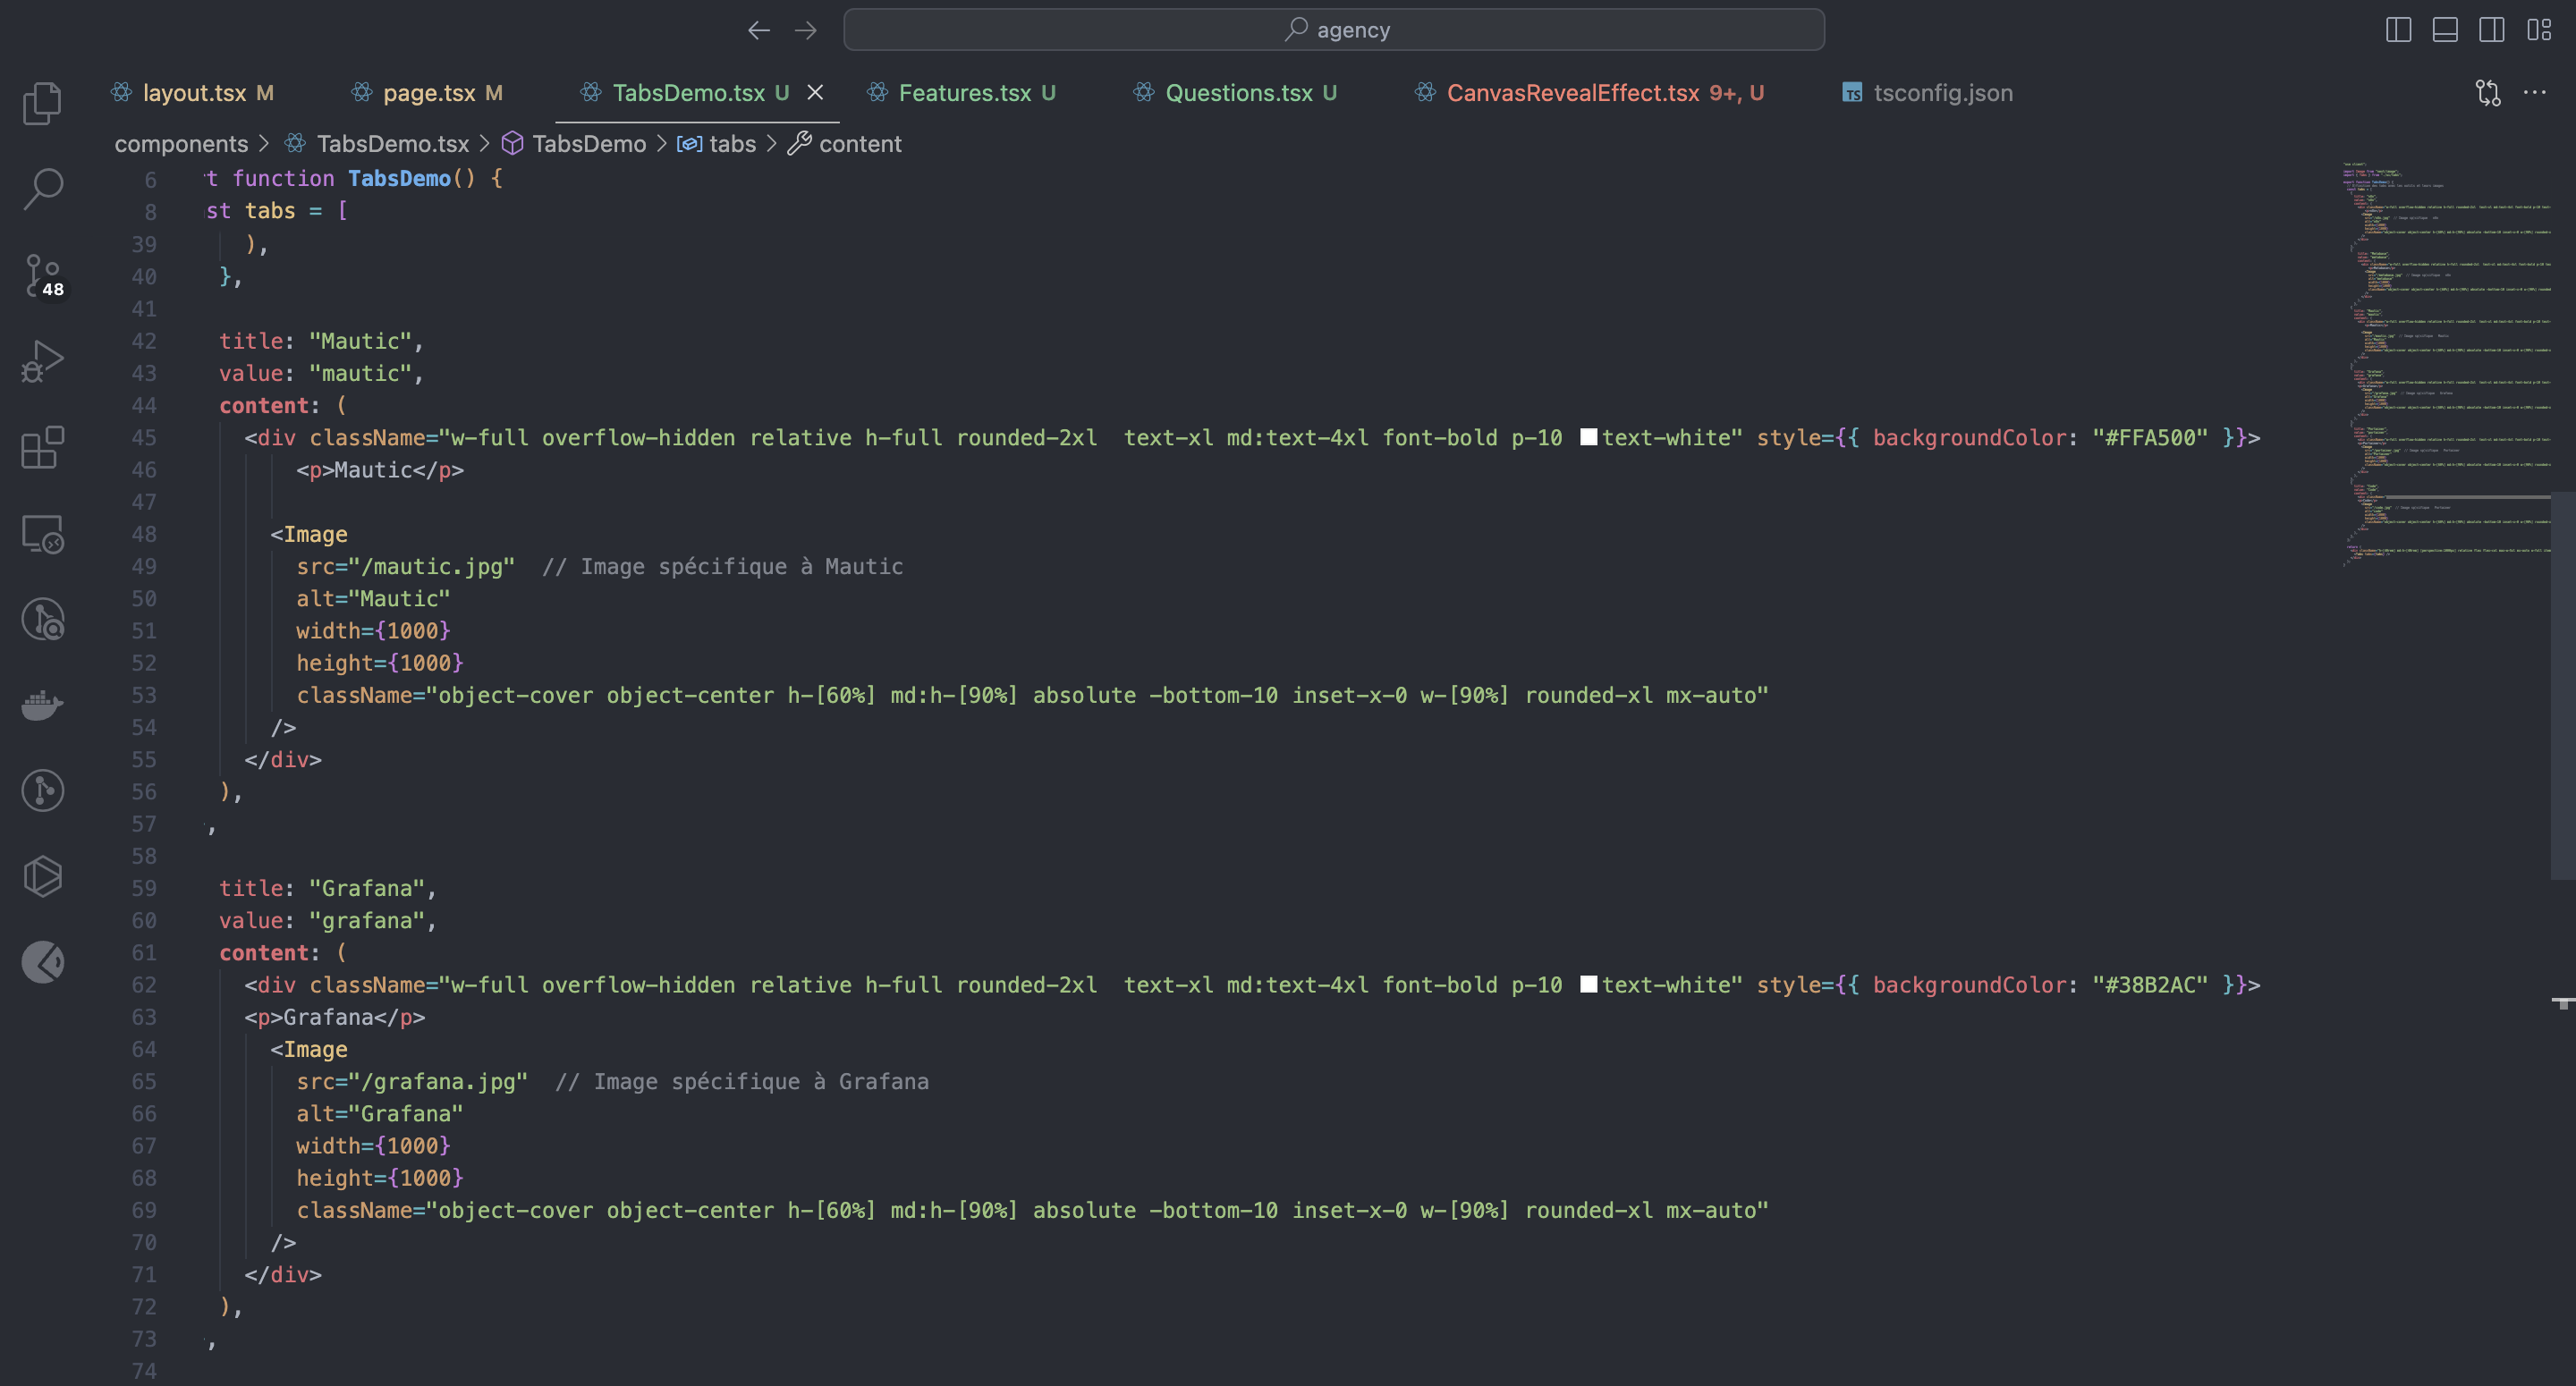 agency
layout.tsx M page.tsx M TabsDemo.tsx U Features.tsx U Questions.tsx U CanvasRevealEffect.tsx 9+, U TS tsconfig.json
components > TabsDemo.tsx > TabsDemo > tabs > content
48
6 t function TabsDemo() {
8 st tabs = [
39 ),
40 },
41
42 title: "Mautic",
43 value: "mautic",
44 content: (
45 <div className="w-full overflow-hidden relative h-full rounded-2xl  text-xl md:text-4xl font-bold p-10 text-white" style={{ backgroundColor: "#FFA500" }}>
46 <p>Mautic</p>
47
48 <Image
49 src="/mautic.jpg"  // Image spécifique à Mautic
50 alt="Mautic"
51 width={1000}
52 height={1000}
53 className="object-cover object-center h-[60%] md:h-[90%] absolute -bottom-10 inset-x-0 w-[90%] rounded-xl mx-auto"
54 />
55 </div>
56 ),
57 ,
58
59 title: "Grafana",
60 value: "grafana",
61 content: (
62 <div className="w-full overflow-hidden relative h-full rounded-2xl  text-xl md:text-4xl font-bold p-10 text-white" style={{ backgroundColor: "#38B2AC" }}>
63 <p>Grafana</p>
64 <Image
65 src="/grafana.jpg"  // Image spécifique à Grafana
66 alt="Grafana"
67 width={1000}
68 height={1000}
69 className="object-cover object-center h-[60%] md:h-[90%] absolute -bottom-10 inset-x-0 w-[90%] rounded-xl mx-auto"
70 />
71 </div>
72 ),
73 ,
74